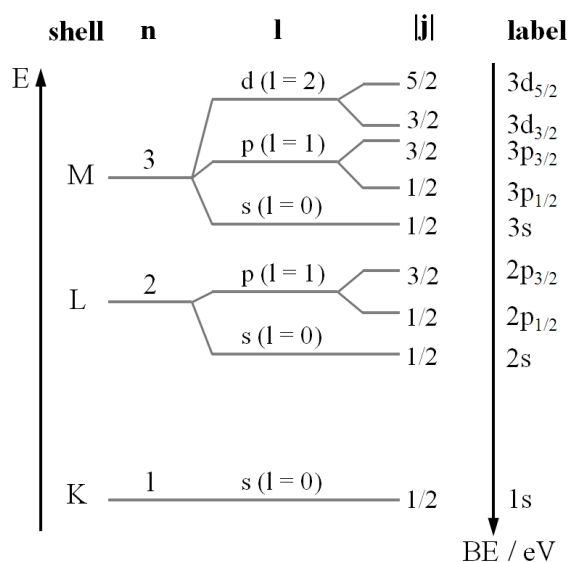 shell n l |j| label
E
d (l = 2) 5/2 3d5/2
3/2 3d3/2
M 3 p (l = 1) 3/2 3p3/2
1/2 3p1/2
s (l = 0) 1/2 3s
L 2 p (l = 1) 3/2 2p3/2
1/2 2p1/2
s (l = 0) 1/2 2s
K 1 s (l = 0) 1/2 1s
BE / eV